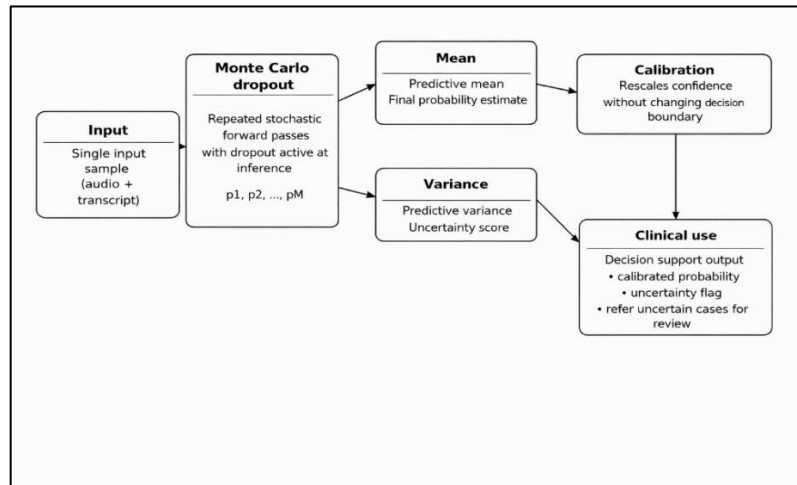 Input
Single input
sample
(audio +
transcript)
Monte Carlo
dropout
Repeated stochastic
forward passes
with dropout active at
inference
p1, p2, ..., pM
Mean
Predictive mean
Final probability estimate
Variance
Predictive variance
Uncertainty score
Calibration
Rescales confidence
without changing decision
boundary
Clinical use
Decision support output
• calibrated probability
• uncertainty flag
• refer uncertain cases for
review